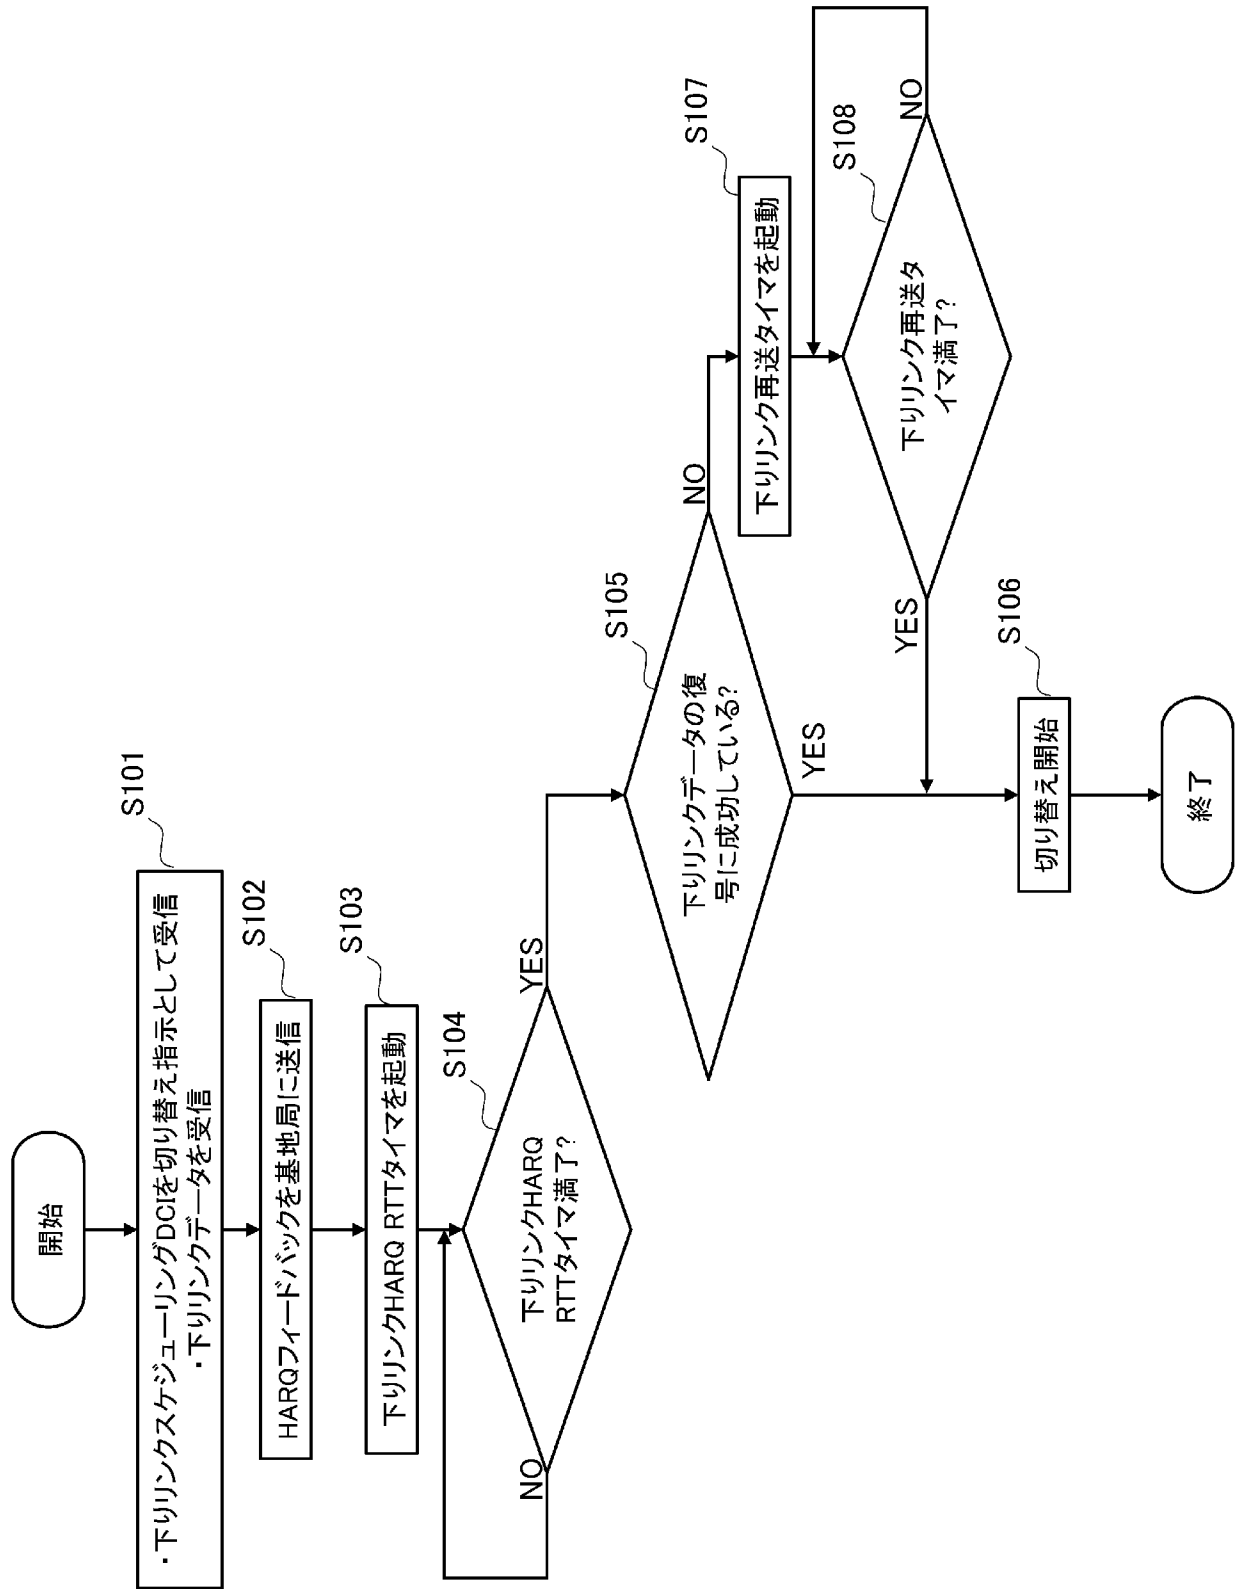 開始
S101
・下りリンクスケジューリングDCIを切り替え指示として受信
・下りリンクデータを受信
S102
HARQフィードバックを基地局に送信
S103
下りリンクHARQ RTTタイマを起動
S104
下りリンクHARQ
RTTタイマ満了?
NO
YES
S105
下りリンクデータの復
号に成功している?
NO
YES
S107
下りリンク再送タイマを起動
S108
下りリンク再送タ
イマ満了?
NO
YES
S106
切り替え開始
終了